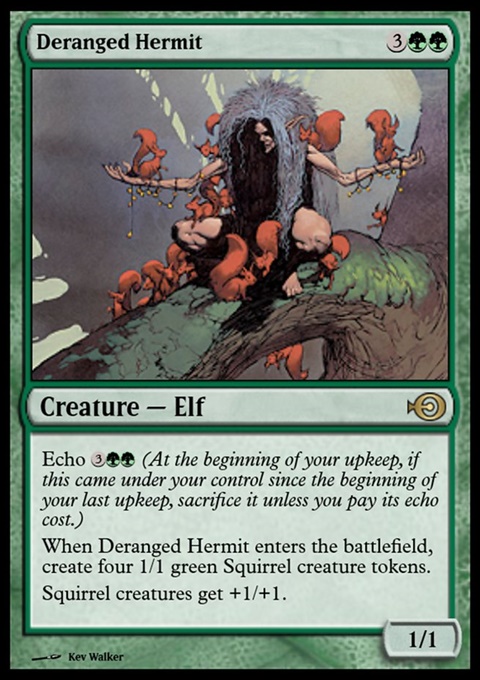 Deranged Hermit 3
Creature — Elf
Echo 3 (At the beginning of your upkeep, if
this came under your control since the beginning of
your last upkeep, sacrifice it unless you pay its echo
cost.)
When Deranged Hermit enters the battlefield,
create four 1/1 green Squirrel creature tokens.
Squirrel creatures get +1/+1.
1/1
Kev Walker